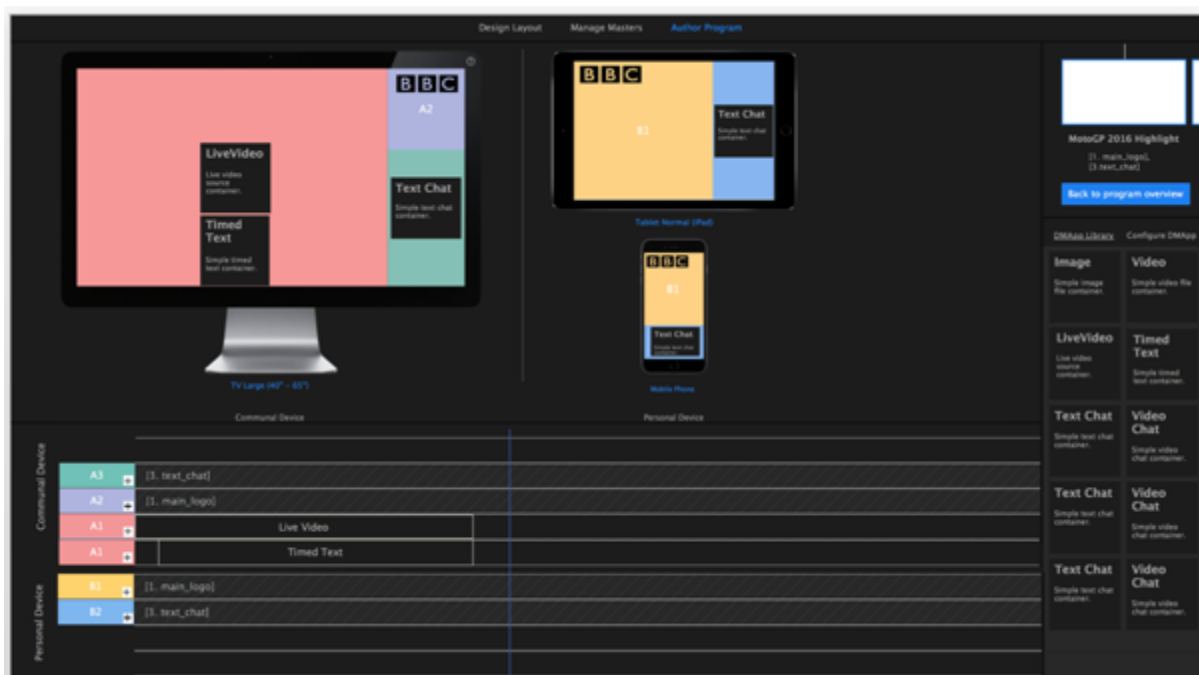 Design Layout Manage Masters Author Program
BBC
A2
LiveVideo
Live video
source
container.
Timed
Text
Simple timed
text container.
Text Chat
Simple text chat
container.
TV Large (40" - 65")
Communal Device
BBC
B1
Text Chat
Simple text chat
container.
Tablet Normal (iPad)
BBC
B1
Text Chat
Simple text chat
container.
Mobile Phone
Personal Device
MotoGP 2016 Highlight
[1. main_logo],
[3.text_chat]
Back to program overview
DMApp Library Configure DMApp
Image
Simple image
file container.
Video
Simple video file
container.
LiveVideo
Live video
source
container.
Timed
Text
Simple timed
text container.
Text Chat
Simple text chat
container.
Video
Chat
Simple video
chat container.
Text Chat
Simple text chat
container.
Video
Chat
Simple video
chat container.
Text Chat
Simple text chat
container.
Video
Chat
Simple video
chat container.
Communal Device
A3 + [3. text_chat]
A2 + [1. main_logo]
A1 + Live Video
A1 + Timed Text
Personal Device
B1 + [1. main_logo]
B2 + [3. text_chat]